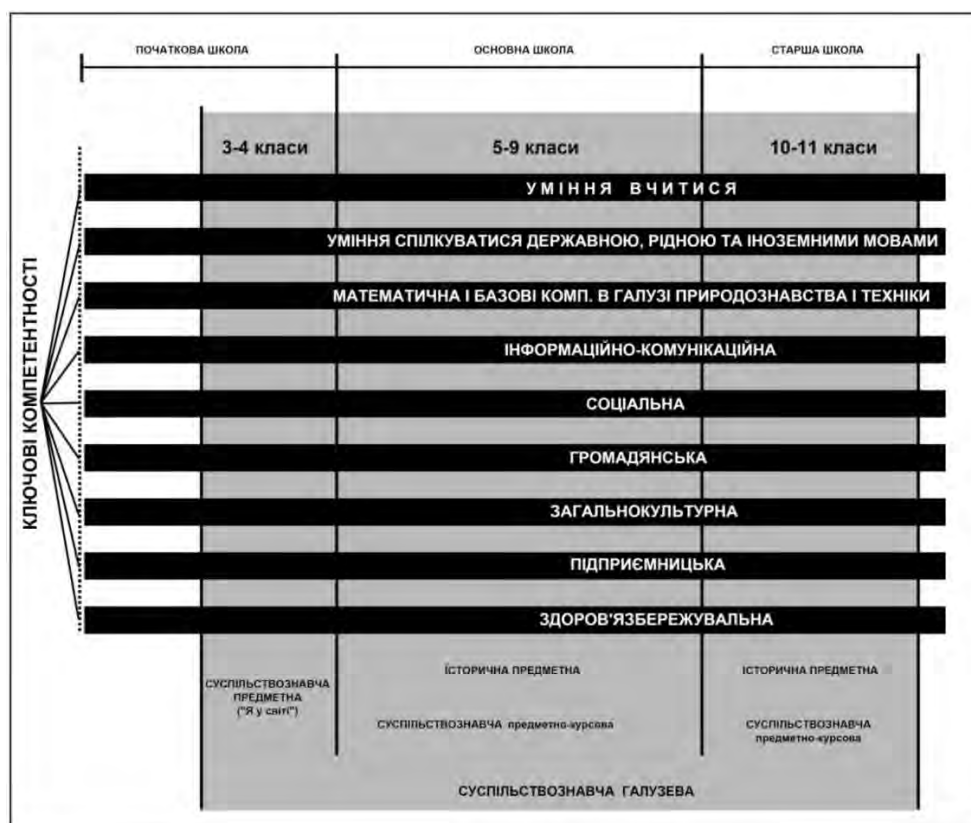 ПОЧАТКОВА ШКОЛА
ОСНОВНА ШКОЛА
СТАРША ШКОЛА
3-4 класи
5-9 класи
10-11 класи
КЛЮЧОВІ КОМПЕТЕНТНОСТІ
УМІННЯ ВЧИТИСЯ
УМІННЯ СПІЛКУВАТИСЯ ДЕРЖАВНОЮ, РІДНОЮ ТА ІНОЗЕМНИМИ МОВАМИ
МАТЕМАТИЧНА І БАЗОВІ КОМП. В ГАЛУЗІ ПРИРОДОЗНАВСТВА І ТЕХНІКИ
ІНФОРМАЦІЙНО-КОМУНІКАЦІЙНА
СОЦІАЛЬНА
ГРОМАДЯНСЬКА
ЗАГАЛЬНОКУЛЬТУРНА
ПІДПРИЄМНИЦЬКА
ЗДОРОВ'ЯЗБЕРЕЖУВАЛЬНА
СУСПІЛЬСТВОЗНАВЧА
ПРЕДМЕТНА
("Я у світі")
ІСТОРИЧНА ПРЕДМЕТНА
СУСПІЛЬСТВОЗНАВЧА предметно-курсова
ІСТОРИЧНА ПРЕДМЕТНА
СУСПІЛЬСТВОЗНАВЧА
предметно-курсова
СУСПІЛЬСТВОЗНАВЧА ГАЛУЗЕВА